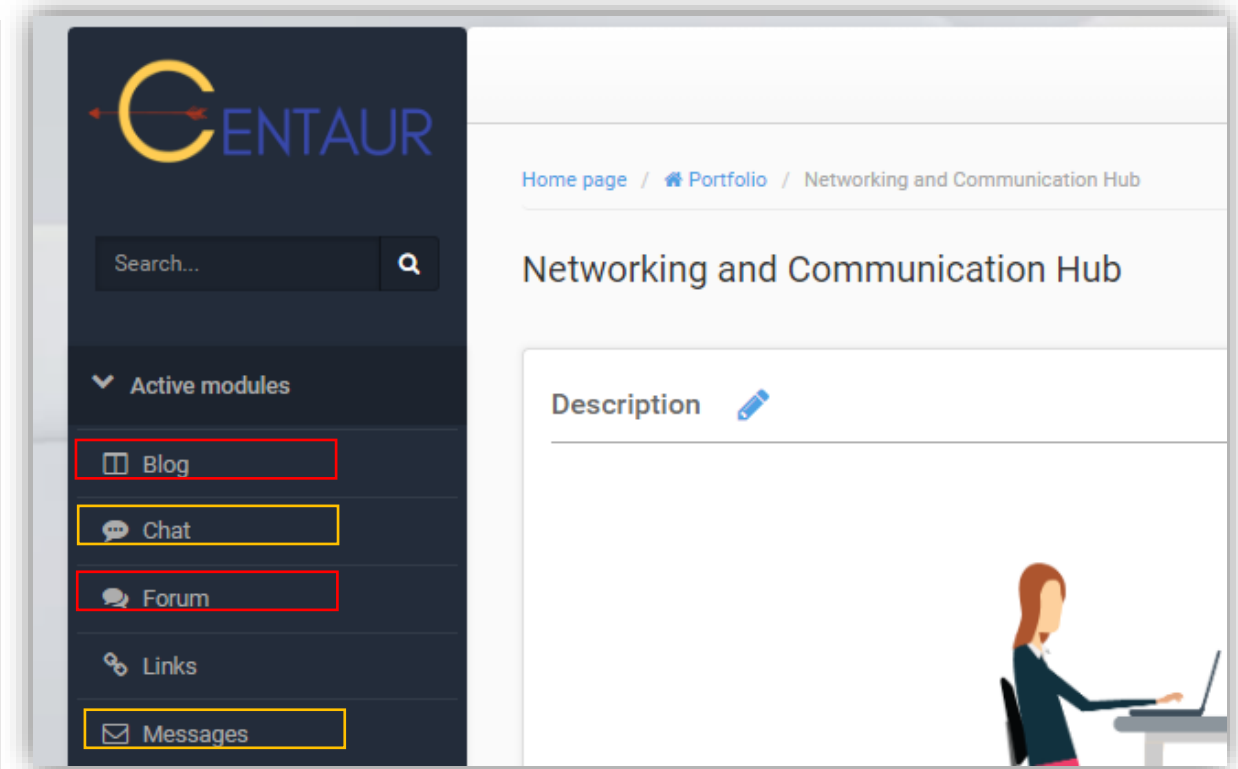 CENTAUR
Home page / Portfolio / Networking and Communication Hub
Search...
Networking and Communication Hub
Active modules
Description
Blog
Chat
Forum
Links
Messages